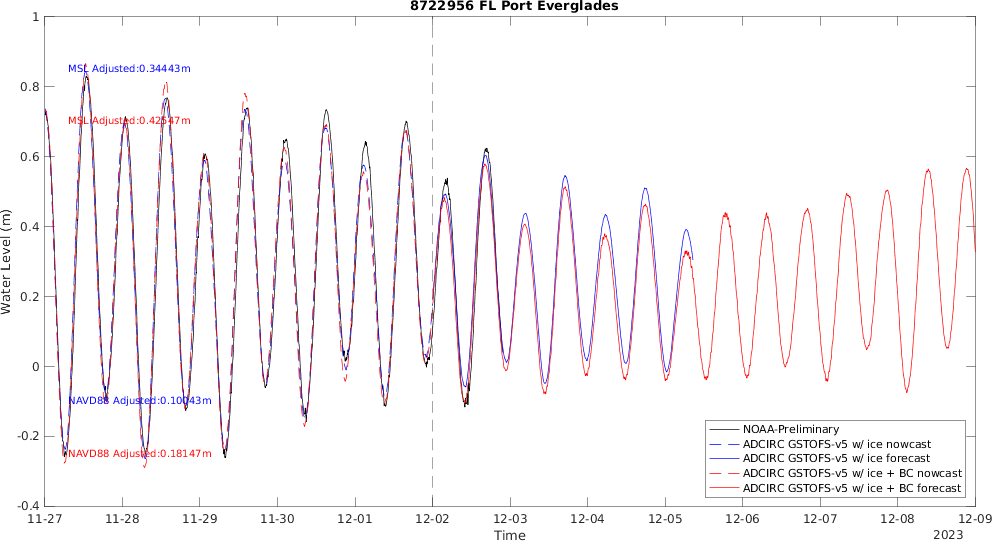 8722956 FL Port Everglades
1
0.8
0.6
0.4
0.2
0
-0.2
-0.4
Water Level (m)
MSL Adjusted:0.34443m
MSL Adjusted:0.42547m
NAVD88 Adjusted:0.10043m
NAVD88 Adjusted:0.18147m
NOAA-Preliminary
ADCIRC GSTOFS-v5 w/ ice nowcast
ADCIRC GSTOFS-v5 w/ ice forecast
ADCIRC GSTOFS-v5 w/ ice + BC nowcast
ADCIRC GSTOFS-v5 w/ ice + BC forecast
11-27 11-28 11-29 11-30 12-01 12-02 12-03 12-04 12-05 12-06 12-07 12-08 12-09
Time
2023